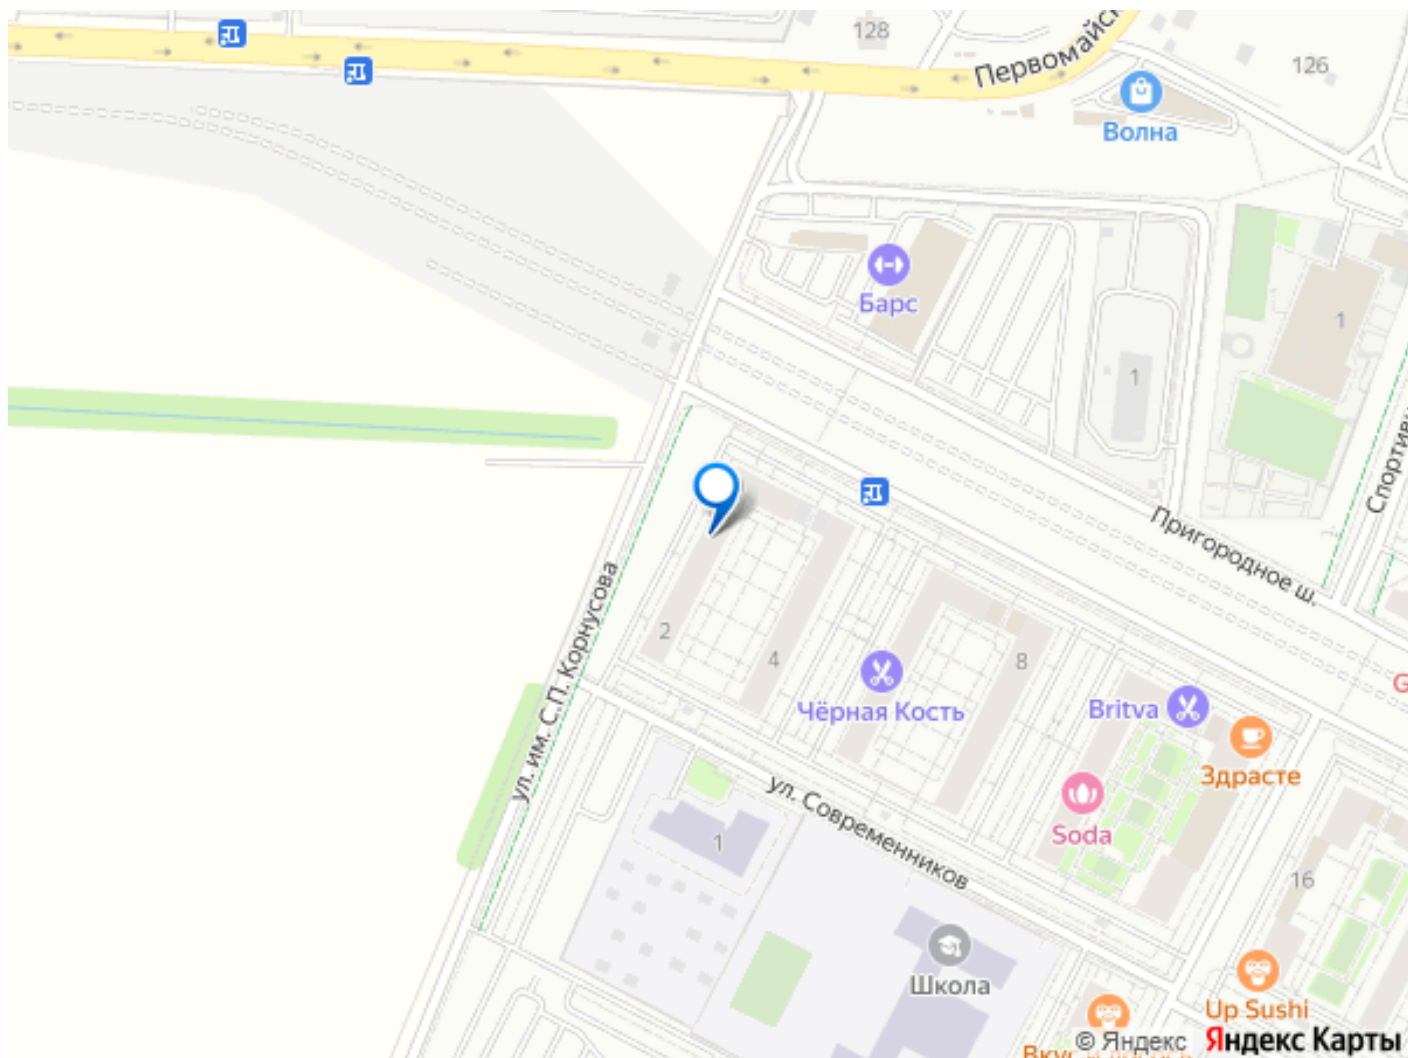 128
Первомайск
126
Волна
Барс
1
1
Спортивн
Пригородное ш.
ул. им. С.П. Корнусова
2
4
8
Чёрная Кость
Britva
Здрасте
G
Soda
ул. Современников
1
16
Школа
Up Sushi
© Яндекс Яндекс Карты